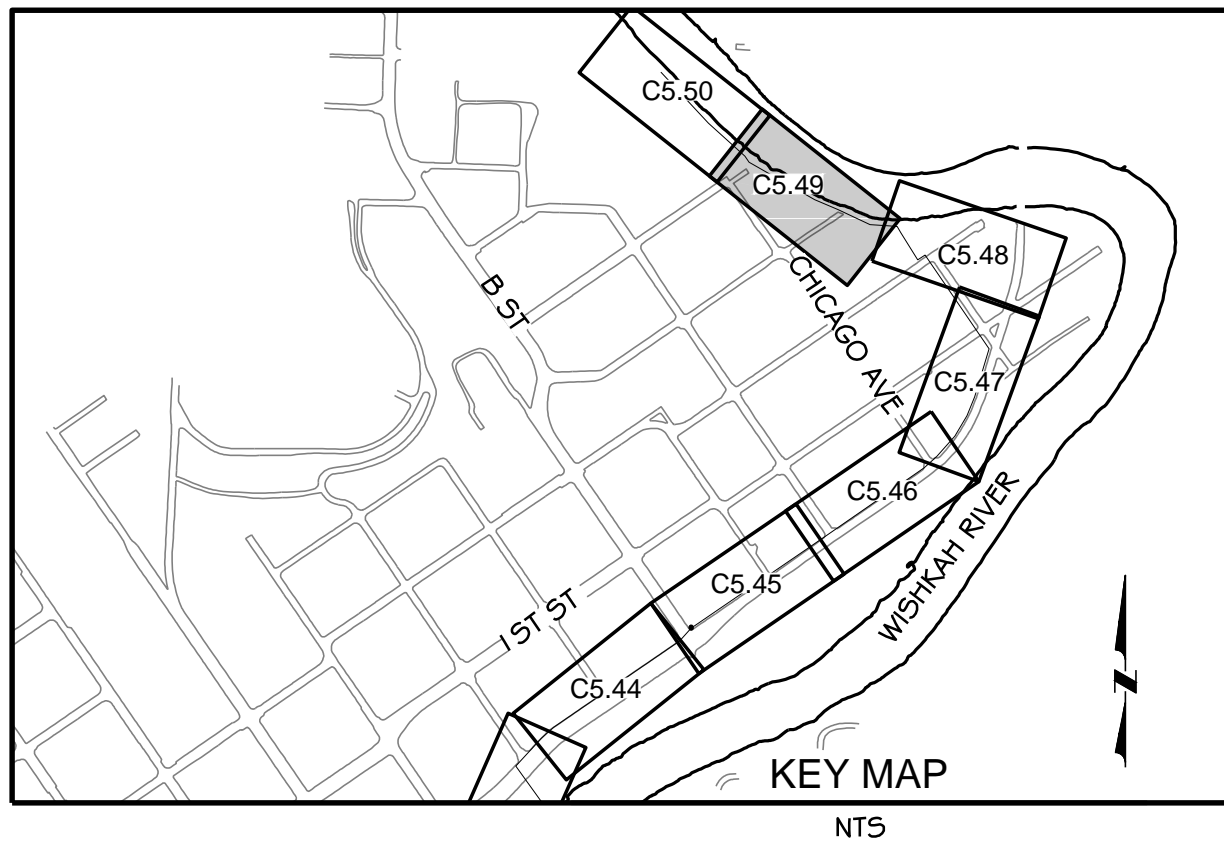 C5.50
C5.49
C5.48
B ST
CHICAGO AVE
C5.47
C5.46
C5.45
WISHKAH RIVER
1ST ST
C5.44
KEY MAP
NTS